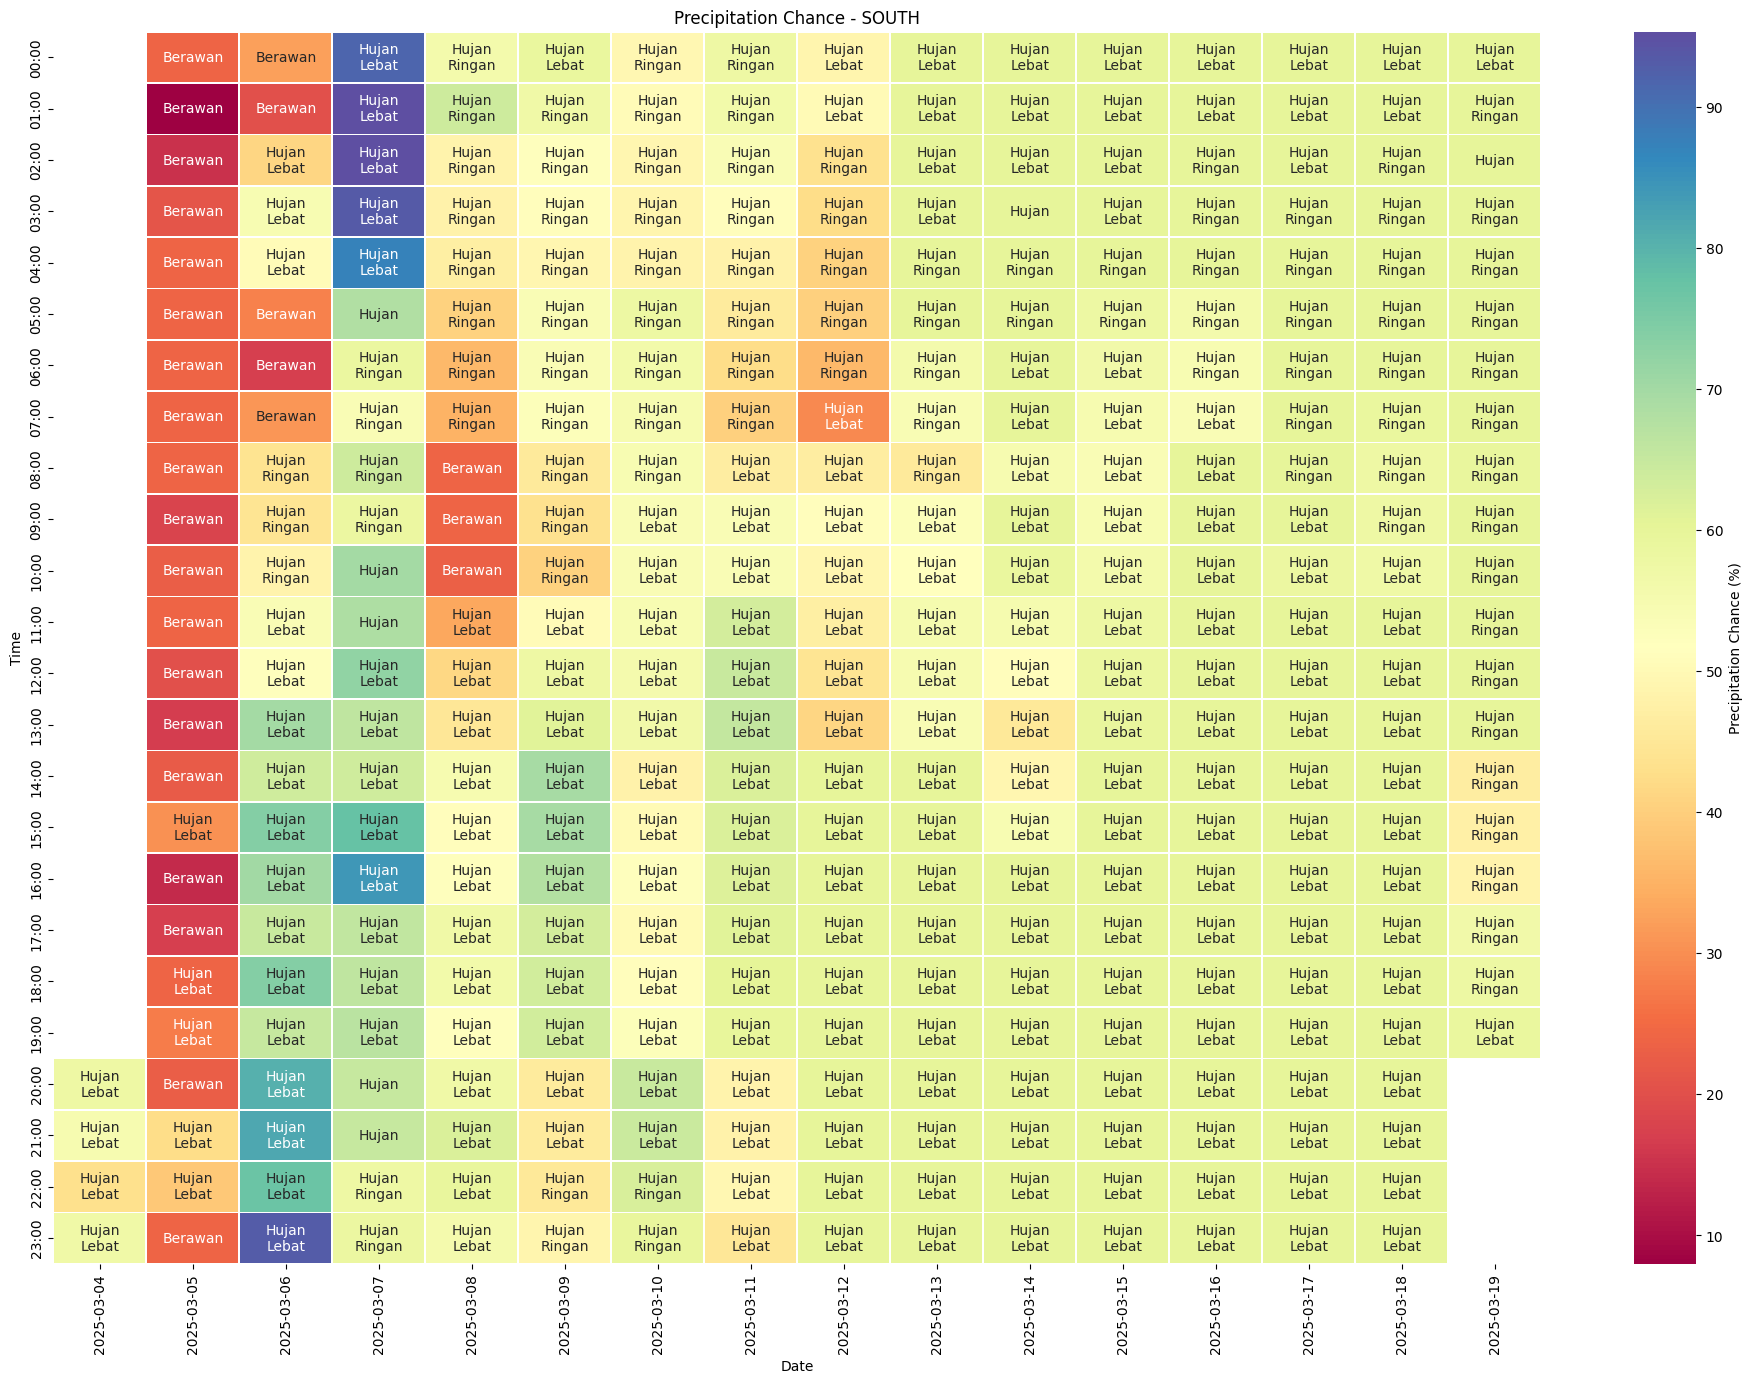 Precipitation Chance - SOUTH
00:00 Berawan Berawan Hujan Lebat Hujan Ringan Hujan Lebat Hujan Ringan Hujan Ringan Hujan Lebat Hujan Lebat Hujan Lebat Hujan Lebat Hujan Lebat Hujan Lebat Hujan Lebat Hujan Lebat
01:00 Berawan Berawan Hujan Lebat Hujan Ringan Hujan Ringan Hujan Ringan Hujan Ringan Hujan Lebat Hujan Lebat Hujan Lebat Hujan Lebat Hujan Lebat Hujan Lebat Hujan Lebat Hujan Ringan
02:00 Berawan Hujan Lebat Hujan Lebat Hujan Ringan Hujan Ringan Hujan Ringan Hujan Ringan Hujan Ringan Hujan Lebat Hujan Lebat Hujan Lebat Hujan Ringan Hujan Lebat Hujan Ringan Hujan
03:00 Berawan Hujan Lebat Hujan Lebat Hujan Ringan Hujan Ringan Hujan Ringan Hujan Ringan Hujan Ringan Hujan Lebat Hujan Hujan Lebat Hujan Ringan Hujan Ringan Hujan Ringan Hujan Ringan
04:00 Berawan Hujan Lebat Hujan Lebat Hujan Ringan Hujan Ringan Hujan Ringan Hujan Ringan Hujan Ringan Hujan Ringan Hujan Ringan Hujan Ringan Hujan Ringan Hujan Ringan Hujan Ringan Hujan Ringan
05:00 Berawan Berawan Hujan Hujan Ringan Hujan Ringan Hujan Ringan Hujan Ringan Hujan Ringan Hujan Ringan Hujan Ringan Hujan Ringan Hujan Ringan Hujan Ringan Hujan Ringan Hujan Ringan
06:00 Berawan Berawan Hujan Ringan Hujan Ringan Hujan Ringan Hujan Ringan Hujan Ringan Hujan Ringan Hujan Ringan Hujan Lebat Hujan Lebat Hujan Ringan Hujan Ringan Hujan Ringan Hujan Ringan
07:00 Berawan Berawan Hujan Ringan Hujan Ringan Hujan Ringan Hujan Ringan Hujan Ringan Hujan Lebat Hujan Ringan Hujan Lebat Hujan Lebat Hujan Lebat Hujan Ringan Hujan Ringan Hujan Ringan
08:00 Berawan Hujan Ringan Hujan Ringan Berawan Hujan Ringan Hujan Ringan Hujan Lebat Hujan Lebat Hujan Ringan Hujan Lebat Hujan Lebat Hujan Lebat Hujan Ringan Hujan Ringan Hujan Ringan
09:00 Berawan Hujan Ringan Hujan Ringan Berawan Hujan Ringan Hujan Lebat Hujan Lebat Hujan Lebat Hujan Lebat Hujan Lebat Hujan Lebat Hujan Lebat Hujan Lebat Hujan Ringan Hujan Ringan
10:00 Berawan Hujan Ringan Hujan Berawan Hujan Ringan Hujan Lebat Hujan Lebat Hujan Lebat Hujan Lebat Hujan Lebat Hujan Lebat Hujan Lebat Hujan Lebat Hujan Lebat Hujan Ringan
11:00 Berawan Hujan Lebat Hujan Hujan Lebat Hujan Lebat Hujan Lebat Hujan Lebat Hujan Lebat Hujan Lebat Hujan Lebat Hujan Lebat Hujan Lebat Hujan Lebat Hujan Lebat Hujan Ringan
12:00 Berawan Hujan Lebat Hujan Lebat Hujan Lebat Hujan Lebat Hujan Lebat Hujan Lebat Hujan Lebat Hujan Lebat Hujan Lebat Hujan Lebat Hujan Lebat Hujan Lebat Hujan Lebat Hujan Ringan
13:00 Berawan Hujan Lebat Hujan Lebat Hujan Lebat Hujan Lebat Hujan Lebat Hujan Lebat Hujan Lebat Hujan Lebat Hujan Lebat Hujan Lebat Hujan Lebat Hujan Lebat Hujan Lebat Hujan Ringan
14:00 Berawan Hujan Lebat Hujan Lebat Hujan Lebat Hujan Lebat Hujan Lebat Hujan Lebat Hujan Lebat Hujan Lebat Hujan Lebat Hujan Lebat Hujan Lebat Hujan Lebat Hujan Lebat Hujan Ringan
15:00 Hujan Lebat Hujan Lebat Hujan Lebat Hujan Lebat Hujan Lebat Hujan Lebat Hujan Lebat Hujan Lebat Hujan Lebat Hujan Lebat Hujan Lebat Hujan Lebat Hujan Lebat Hujan Lebat Hujan Ringan
16:00 Berawan Hujan Lebat Hujan Lebat Hujan Lebat Hujan Lebat Hujan Lebat Hujan Lebat Hujan Lebat Hujan Lebat Hujan Lebat Hujan Lebat Hujan Lebat Hujan Lebat Hujan Lebat Hujan Ringan
17:00 Berawan Hujan Lebat Hujan Lebat Hujan Lebat Hujan Lebat Hujan Lebat Hujan Lebat Hujan Lebat Hujan Lebat Hujan Lebat Hujan Lebat Hujan Lebat Hujan Lebat Hujan Lebat Hujan Ringan
18:00 Hujan Lebat Hujan Lebat Hujan Lebat Hujan Lebat Hujan Lebat Hujan Lebat Hujan Lebat Hujan Lebat Hujan Lebat Hujan Lebat Hujan Lebat Hujan Lebat Hujan Lebat Hujan Lebat Hujan Ringan
19:00 Hujan Lebat Hujan Lebat Hujan Lebat Hujan Lebat Hujan Lebat Hujan Lebat Hujan Lebat Hujan Lebat Hujan Lebat Hujan Lebat Hujan Lebat Hujan Lebat Hujan Lebat Hujan Lebat Hujan Lebat
20:00 Hujan Lebat Berawan Hujan Lebat Hujan Hujan Lebat Hujan Lebat Hujan Lebat Hujan Lebat Hujan Lebat Hujan Lebat Hujan Lebat Hujan Lebat Hujan Lebat Hujan Lebat Hujan Lebat
21:00 Hujan Lebat Hujan Lebat Hujan Lebat Hujan Hujan Lebat Hujan Lebat Hujan Lebat Hujan Lebat Hujan Lebat Hujan Lebat Hujan Lebat Hujan Lebat Hujan Lebat Hujan Lebat Hujan Lebat
22:00 Hujan Lebat Hujan Lebat Hujan Lebat Hujan Ringan Hujan Lebat Hujan Ringan Hujan Ringan Hujan Lebat Hujan Lebat Hujan Lebat Hujan Lebat Hujan Lebat Hujan Lebat Hujan Lebat Hujan Lebat
23:00 Hujan Lebat Berawan Hujan Lebat Hujan Ringan Hujan Lebat Hujan Ringan Hujan Ringan Hujan Lebat Hujan Lebat Hujan Lebat Hujan Lebat Hujan Lebat Hujan Lebat Hujan Lebat Hujan Lebat
Time
2025-03-04 2025-03-05 2025-03-06 2025-03-07 2025-03-08 2025-03-09 2025-03-10 2025-03-11 2025-03-12 2025-03-13 2025-03-14 2025-03-15 2025-03-16 2025-03-17 2025-03-18 2025-03-19
Date
90
80
70
60
50
40
30
20
10
Precipitation Chance (%)